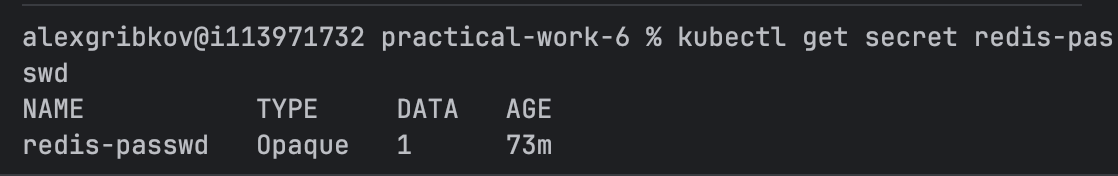 alexgribkov@i113971732 practical-work-6 % kubectl get secret redis-pas
swd
NAME           TYPE     DATA   AGE
redis-passwd   Opaque   1      73m